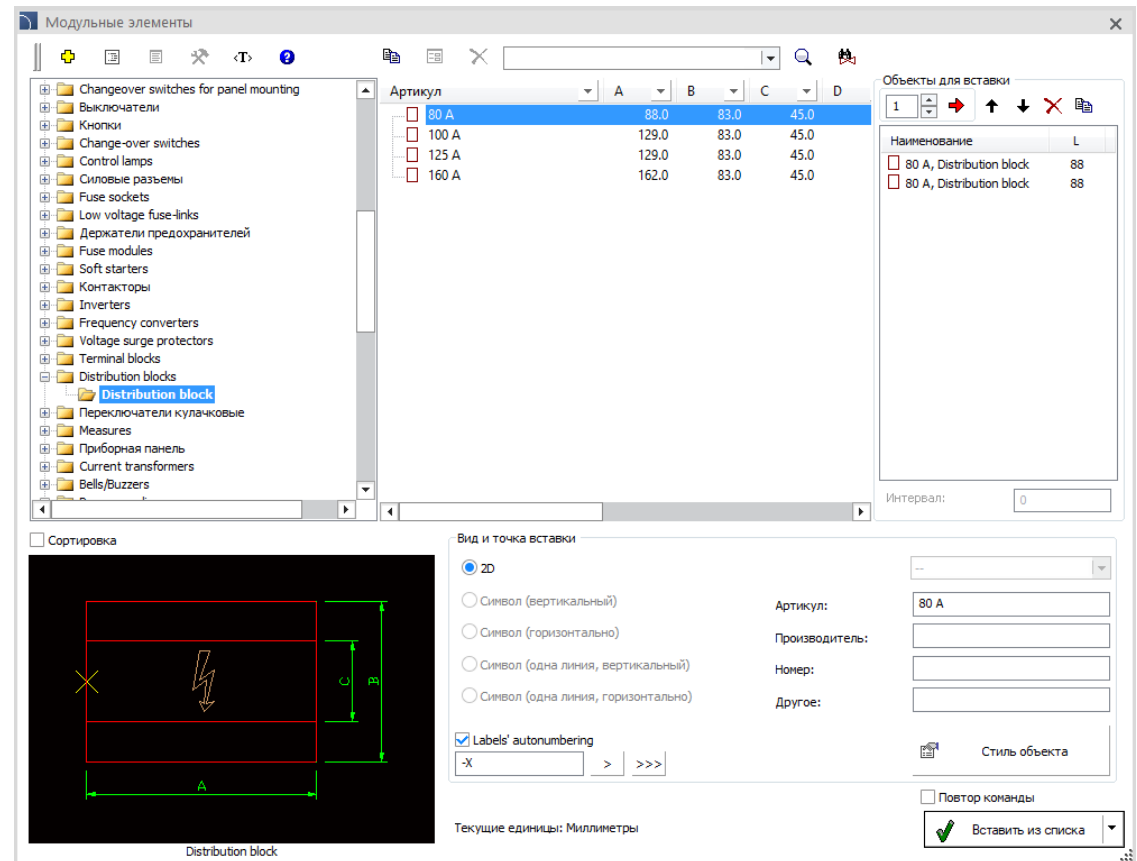 Модульные элементы
<T>
Changeover switches for panel mounting
Выключатели
Кнопки
Change-over switches
Control lamps
Силовые разъемы
Fuse sockets
Low voltage fuse-links
Держатели предохранителей
Fuse modules
Soft starters
Контакторы
Inverters
Frequency converters
Voltage surge protectors
Terminal blocks
Distribution blocks
Distribution block
Переключатели кулачковые
Measures
Приборная панель
Current transformers
Bells/Buzzers
Артикул A B C D
80 A 88.0 83.0 45.0
100 A 129.0 83.0 45.0
125 A 129.0 83.0 45.0
160 A 162.0 83.0 45.0
Объекты для вставки
1
Наименование L
80 A, Distribution block 88
80 A, Distribution block 88
Интервал: 0
Сортировка
C
B
A
Distribution block
Вид и точка вставки
2D
Символ (вертикальный)
Символ (горизонтально)
Символ (одна линия, вертикальный)
Символ (одна линия, горизонтально)
--
Артикул: 80 A
Производитель:
Номер:
Другое:
Labels' autonumbering
-X > >>>
Стиль объекта
Повтор команды
Текущие единицы: Миллиметры
Вставить из списка